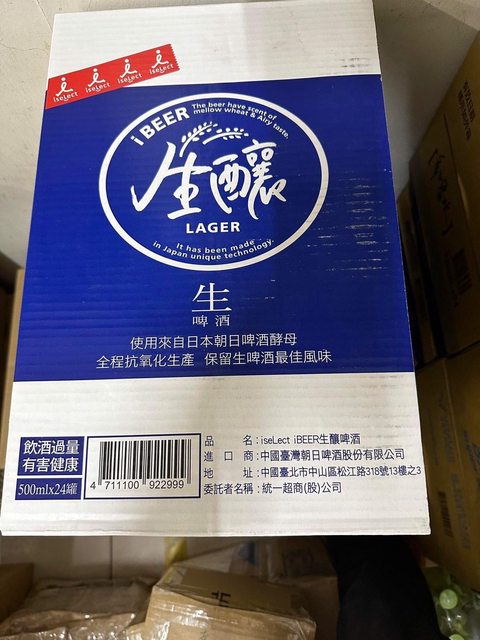 iseLect iseLect iseLect iseLect
i BEER The beer have scent of
mellow wheat & Airy taste.
生釀
LAGER
It has been made
in Japan unique technology.
生
啤酒
使用來自日本朝日啤酒酵母
全程抗氧化生產 保留生啤酒最佳風味
飲酒過量
有害健康
500mlx24罐
4 711100 922999
品 名：iseLect iBEER生釀啤酒
進 口 商：中國臺灣朝日啤酒股份有限公司
地 址：中國臺北市中山區松江路318號13樓之3
委託者名稱：統一超商(股)公司